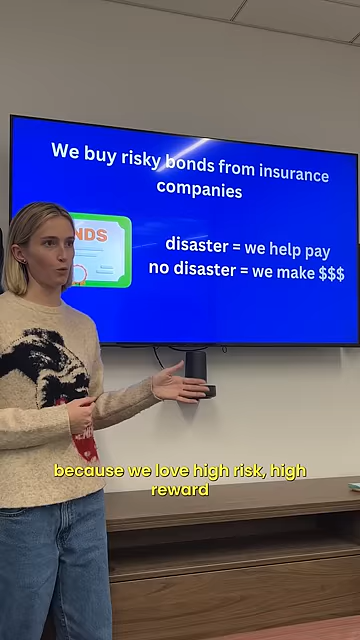 We buy risky bonds from insurance
companies
NDS
disaster = we help pay
no disaster = we make $$$
because we love high risk, high
reward